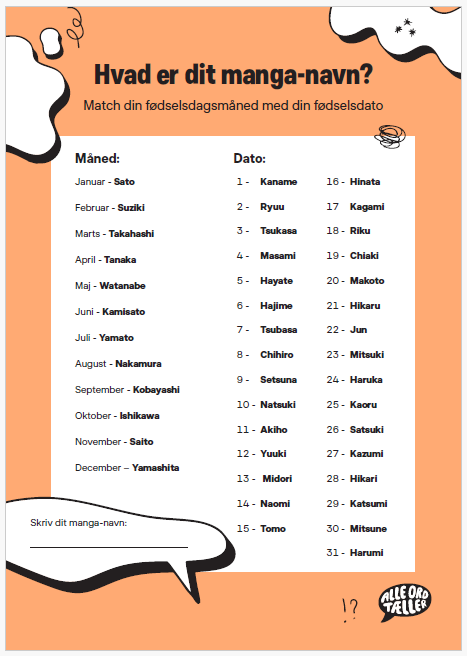 Hvad er dit manga-navn?
Match din fødselsdagsmåned med din fødselsdato
Måned:
Januar - Sato
Februar - Suziki
Marts - Takahashi
April - Tanaka
Maj - Watanabe
Juni - Kamisato
Juli - Yamato
August - Nakamura
September - Kobayashi
Oktober - Ishikawa
November - Saito
December – Yamashita
Dato:
1 - Kaname
2 - Ryuu
3 - Tsukasa
4 - Masami
5 - Hayate
6 - Hajime
7 - Tsubasa
8 - Chihiro
9 - Setsuna
10 - Natsuki
11 - Akiho
12 - Yuuki
13 - Midori
14 - Naomi
15 - Tomo
16 - Hinata
17 Kagami
18 - Riku
19 - Chiaki
20 - Makoto
21 - Hikaru
22 - Jun
23 - Mitsuki
24 - Haruka
25 - Kaoru
26 - Satsuki
27 - Kazumi
28 - Hikari
29 - Katsumi
30 - Mitsune
31 - Harumi
Skriv dit manga-navn:
!?
ALLE ORD
TÆLLER